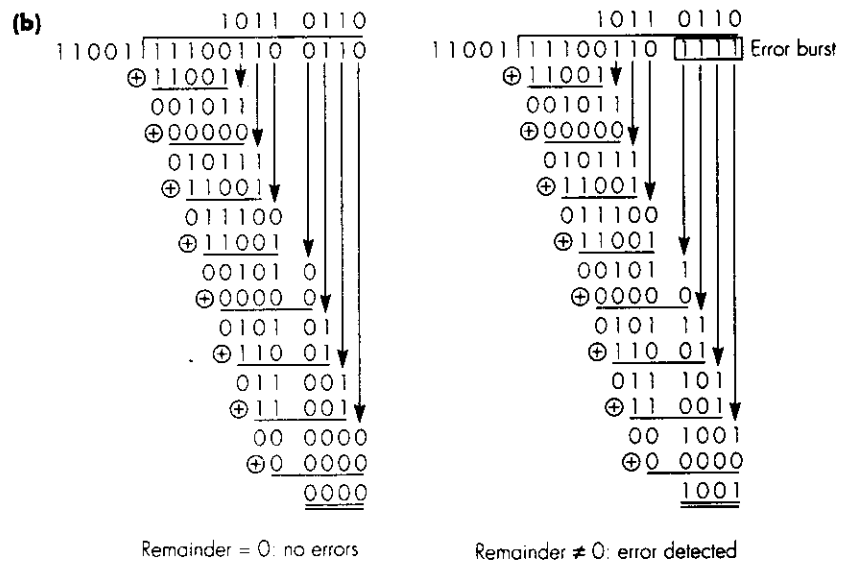 (b)
1011 0110
11001 11100110 0110
⊕ 11001
001011
⊕ 00000
010111
⊕ 11001
011100
⊕ 11001
00101 0
⊕ 0000 0
0101 01
⊕ 110 01
011 001
⊕ 11 001
00 0000
⊕ 0 0000
0000
Remainder = 0: no errors
1011 0110
11001 11100110 1111 Error burst
⊕ 11001
001011
⊕ 00000
010111
⊕ 11001
011100
⊕ 11001
00101 1
⊕ 0000 0
0101 11
⊕ 110 01
011 101
⊕ 11 001
00 1001
⊕ 0 0000
1001
Remainder ≠ 0: error detected